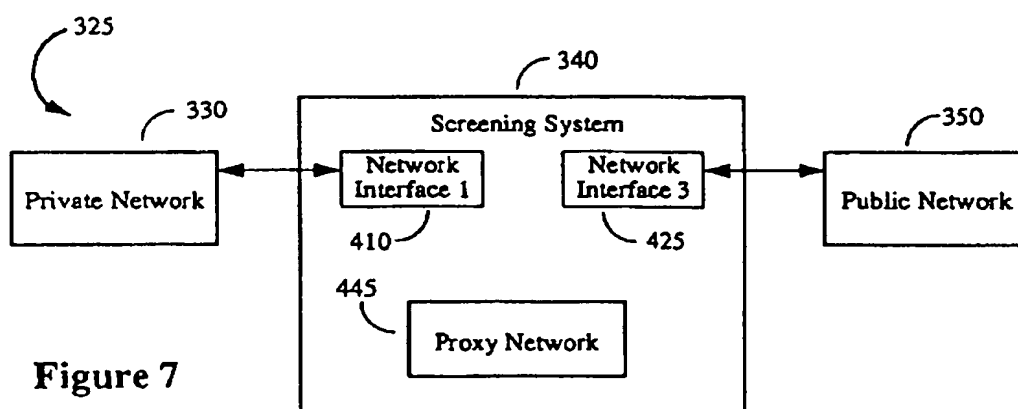 325
340
330
350
Screening System
Private Network
Network
Interface 1
Network
Interface 3
Public Network
410
425
445
Proxy Network
Figure 7